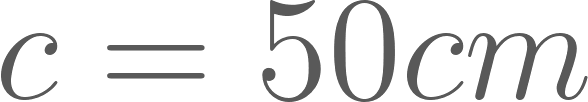 c = 50cm